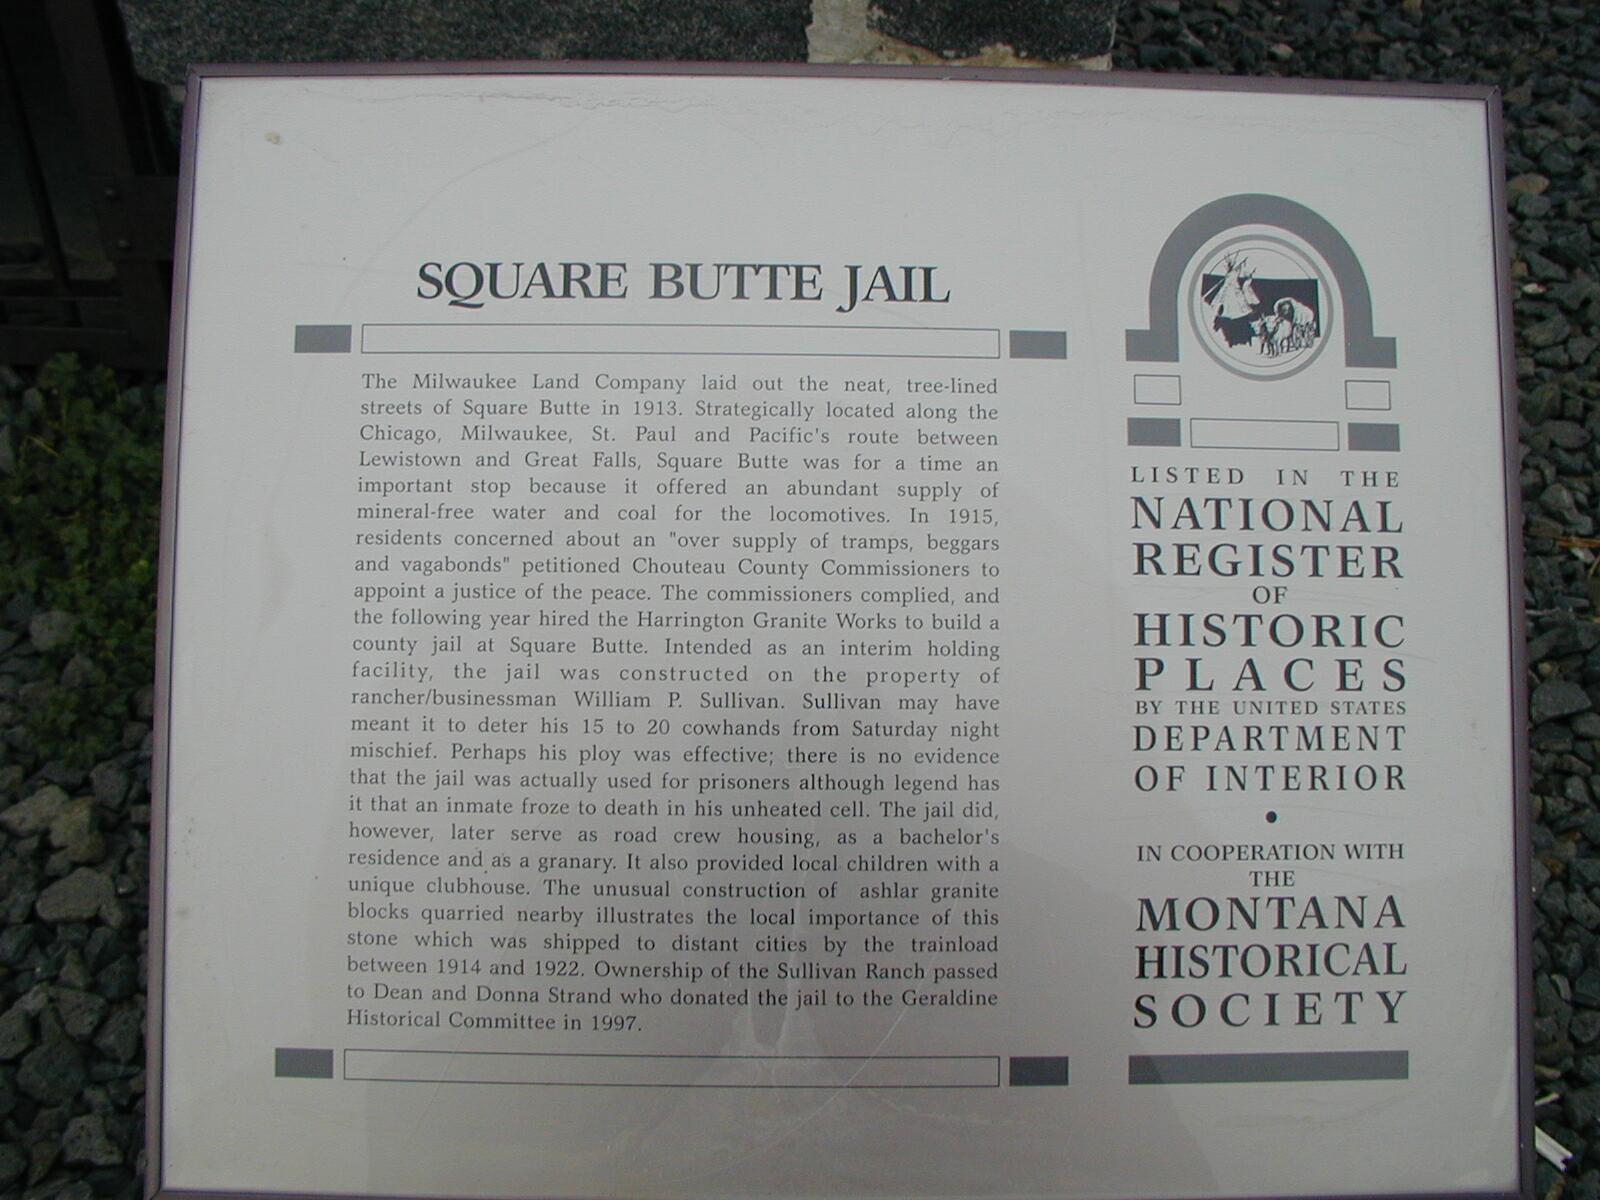 SQUARE BUTTE JAIL
The Milwaukee Land Company laid out the neat, tree-lined
streets of Square Butte in 1913. Strategically located along the
Chicago, Milwaukee, St. Paul and Pacific's route between
Lewistown and Great Falls, Square Butte was for a time an
important stop because it offered an abundant supply of
mineral-free water and coal for the locomotives. In 1915,
residents concerned about an "over supply of tramps, beggars
and vagabonds" petitioned Chouteau County Commissioners to
appoint a justice of the peace. The commissioners complied, and
the following year hired the Harrington Granite Works to build a
county jail at Square Butte. Intended as an interim holding
facility, the jail was constructed on the property of
rancher/businessman William P. Sullivan. Sullivan may have
meant it to deter his 15 to 20 cowhands from Saturday night
mischief. Perhaps his ploy was effective; there is no evidence
that the jail was actually used for prisoners although legend has
it that an inmate froze to death in his unheated cell. The jail did,
however, later serve as road crew housing, as a bachelor's
residence and as a granary. It also provided local children with a
unique clubhouse. The unusual construction of ashlar granite
blocks quarried nearby illustrates the local importance of this
stone which was shipped to distant cities by the trainload
between 1914 and 1922. Ownership of the Sullivan Ranch passed
to Dean and Donna Strand who donated the jail to the Geraldine
Historical Committee in 1997.
LISTED IN THE
NATIONAL
REGISTER
OF
HISTORIC
PLACES
BY THE UNITED STATES
DEPARTMENT
OF INTERIOR
•
IN COOPERATION WITH
THE
MONTANA
HISTORICAL
SOCIETY